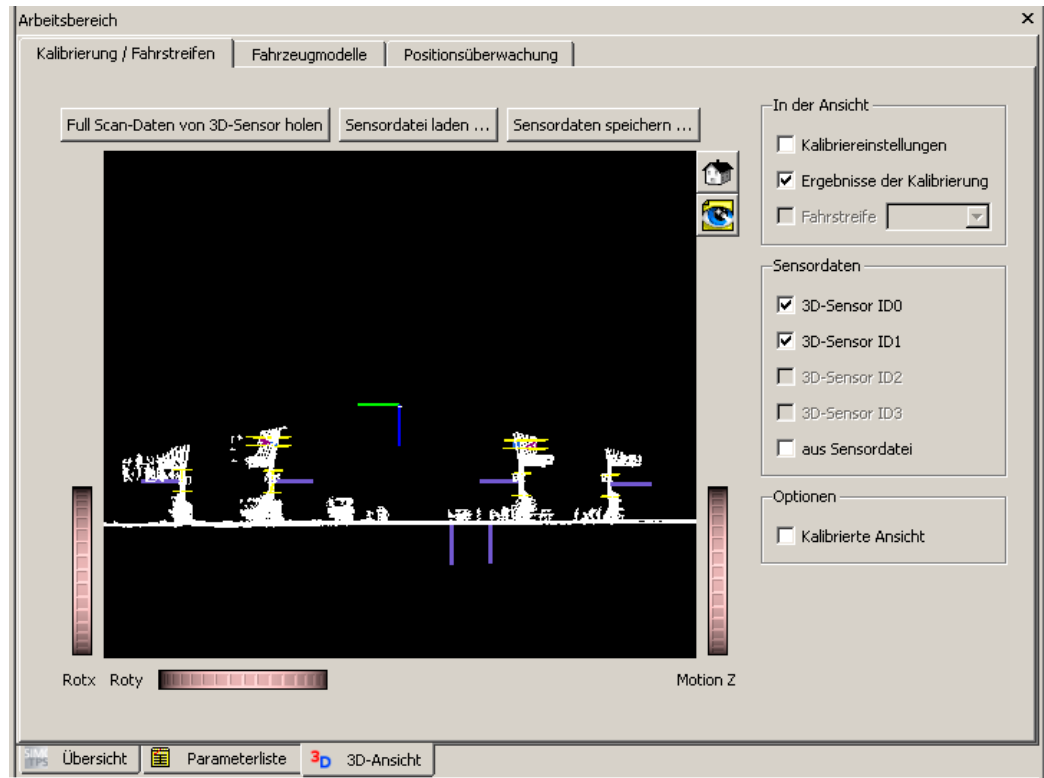 Arbeitsbereich
Kalibrierung / Fahrstreifen
Fahrzeugmodelle
Positionsüberwachung
Full Scan-Daten von 3D-Sensor holen
Sensordatei laden ...
Sensordaten speichern ...
In der Ansicht
Kalibriereinstellungen
Ergebnisse der Kalibrierung
Fahrstreife
Sensordaten
3D-Sensor ID0
3D-Sensor ID1
3D-Sensor ID2
3D-Sensor ID3
aus Sensordatei
Optionen
Kalibrierte Ansicht
Rotx Roty
Motion Z
SIMK
TPS
Übersicht
Parameterliste
3D
3D-Ansicht